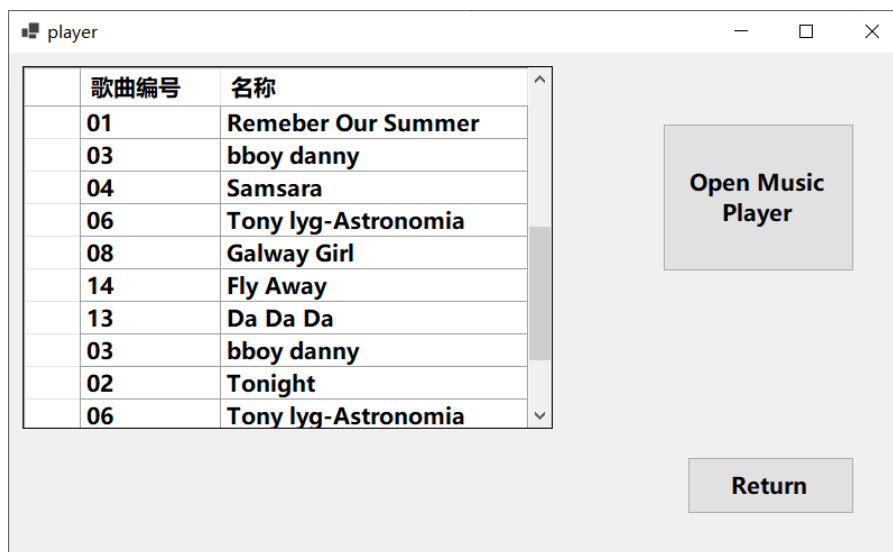 player
歌曲编号 名称
01 Remeber Our Summer
03 bboy danny
04 Samsara
06 Tony lyg-Astronomia
08 Galway Girl
14 Fly Away
13 Da Da Da
03 bboy danny
02 Tonight
06 Tony lyg-Astronomia
Open Music
Player
Return